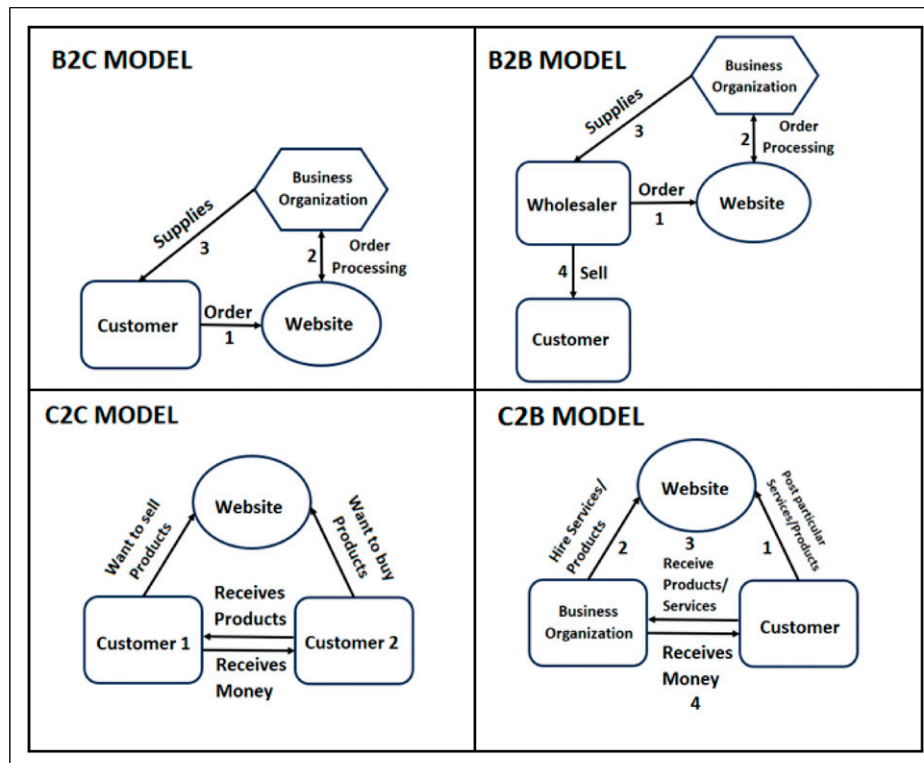 B2C MODEL
Business
Organization
Supplies
3
2
Order
Processing
Customer
Order
1
Website
B2B MODEL
Business
Organization
Supplies
3
2
Order
Processing
Wholesaler
Order
1
Website
4
Sell
Customer
C2C MODEL
Website
Want to sell
Products
Want to buy
Products
Receives
Products
Customer 1
Customer 2
Receives
Money
C2B MODEL
Website
Hire Services/
Products
2
3
1
Post particular
Services/Products
Receive
Products/
Services
Business
Organization
Customer
Receives
Money
4